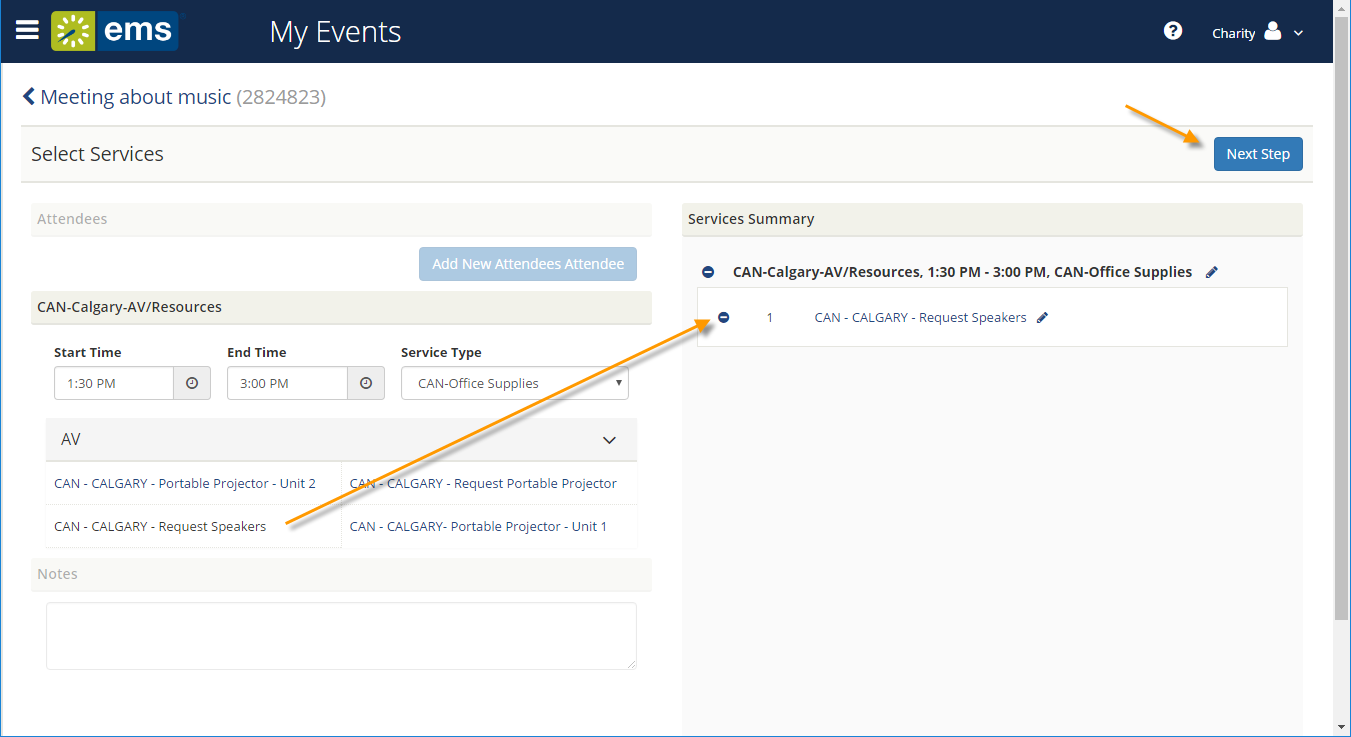 ems
My Events
? Charity
Meeting about music (2824823)
Select Services
Next Step
Attendees
Add New Attendees Attendee
CAN-Calgary-AV/Resources
Start Time End Time Service Type
1:30 PM 3:00 PM CAN-Office Supplies
AV
CAN - CALGARY - Portable Projector - Unit 2 CAN - CALGARY - Request Portable Projector
CAN - CALGARY - Request Speakers CAN - CALGARY- Portable Projector - Unit 1
Notes
Services Summary
CAN-Calgary-AV/Resources, 1:30 PM - 3:00 PM, CAN-Office Supplies
1 CAN - CALGARY - Request Speakers